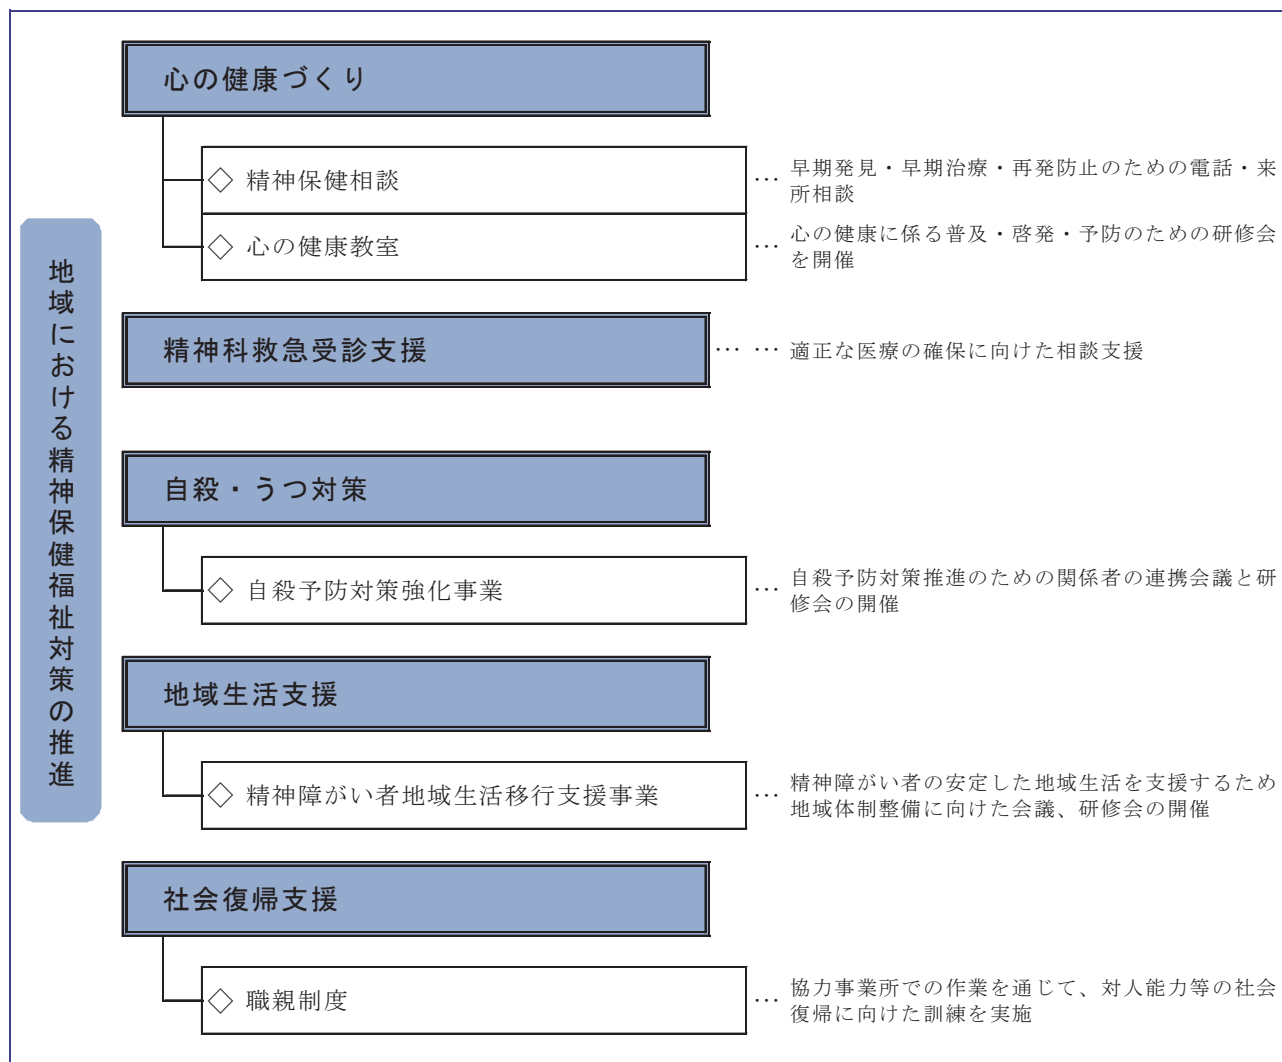 地域における精神保健福祉対策の推進
心の健康づくり
◇ 精神保健相談
… 早期発見・早期治療・再発防止のための電話・来
所相談
◇ 心の健康教室
… 心の健康に係る普及・啓発・予防のための研修会
を開催
精神科救急受診支援
… … 適正な医療の確保に向けた相談支援
自殺・うつ対策
◇ 自殺予防対策強化事業
… 自殺予防対策推進のための関係者の連携会議と研
修会の開催
地域生活支援
◇ 精神障がい者地域生活移行支援事業
… 精神障がい者の安定した地域生活を支援するため
地域体制整備に向けた会議、研修会の開催
社会復帰支援
◇ 職親制度
… 協力事業所での作業を通じて、対人能力等の社会
復帰に向けた訓練を実施